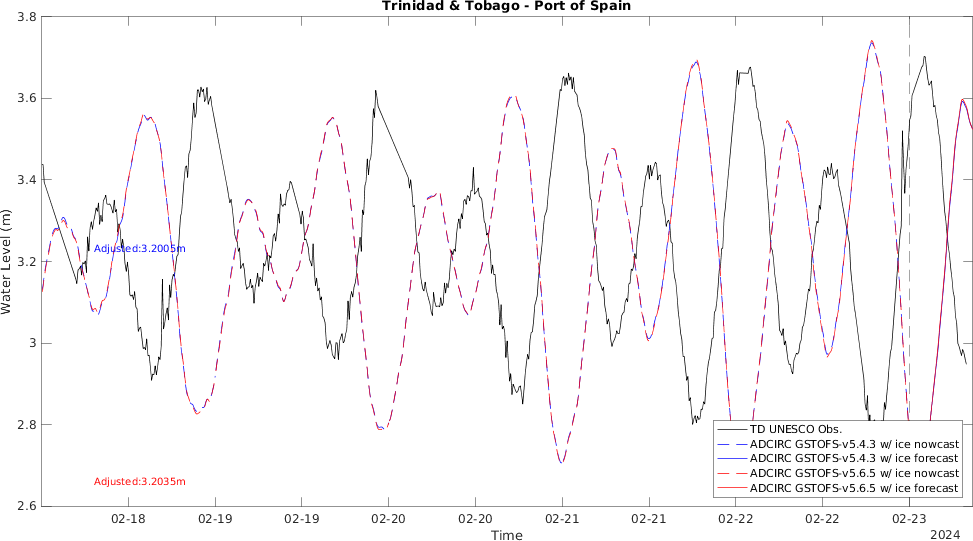 Trinidad & Tobago - Port of Spain
3.8
3.6
3.4
3.2
3
2.8
2.6
Water Level (m)
Adjusted:3.2005m
Adjusted:3.2035m
TD UNESCO Obs.
ADCIRC GSTOFS-v5.4.3 w/ ice nowcast
ADCIRC GSTOFS-v5.4.3 w/ ice forecast
ADCIRC GSTOFS-v5.6.5 w/ ice nowcast
ADCIRC GSTOFS-v5.6.5 w/ ice forecast
02-18 02-19 02-19 02-20 02-20 02-21 02-21 02-22 02-22 02-23
Time
2024